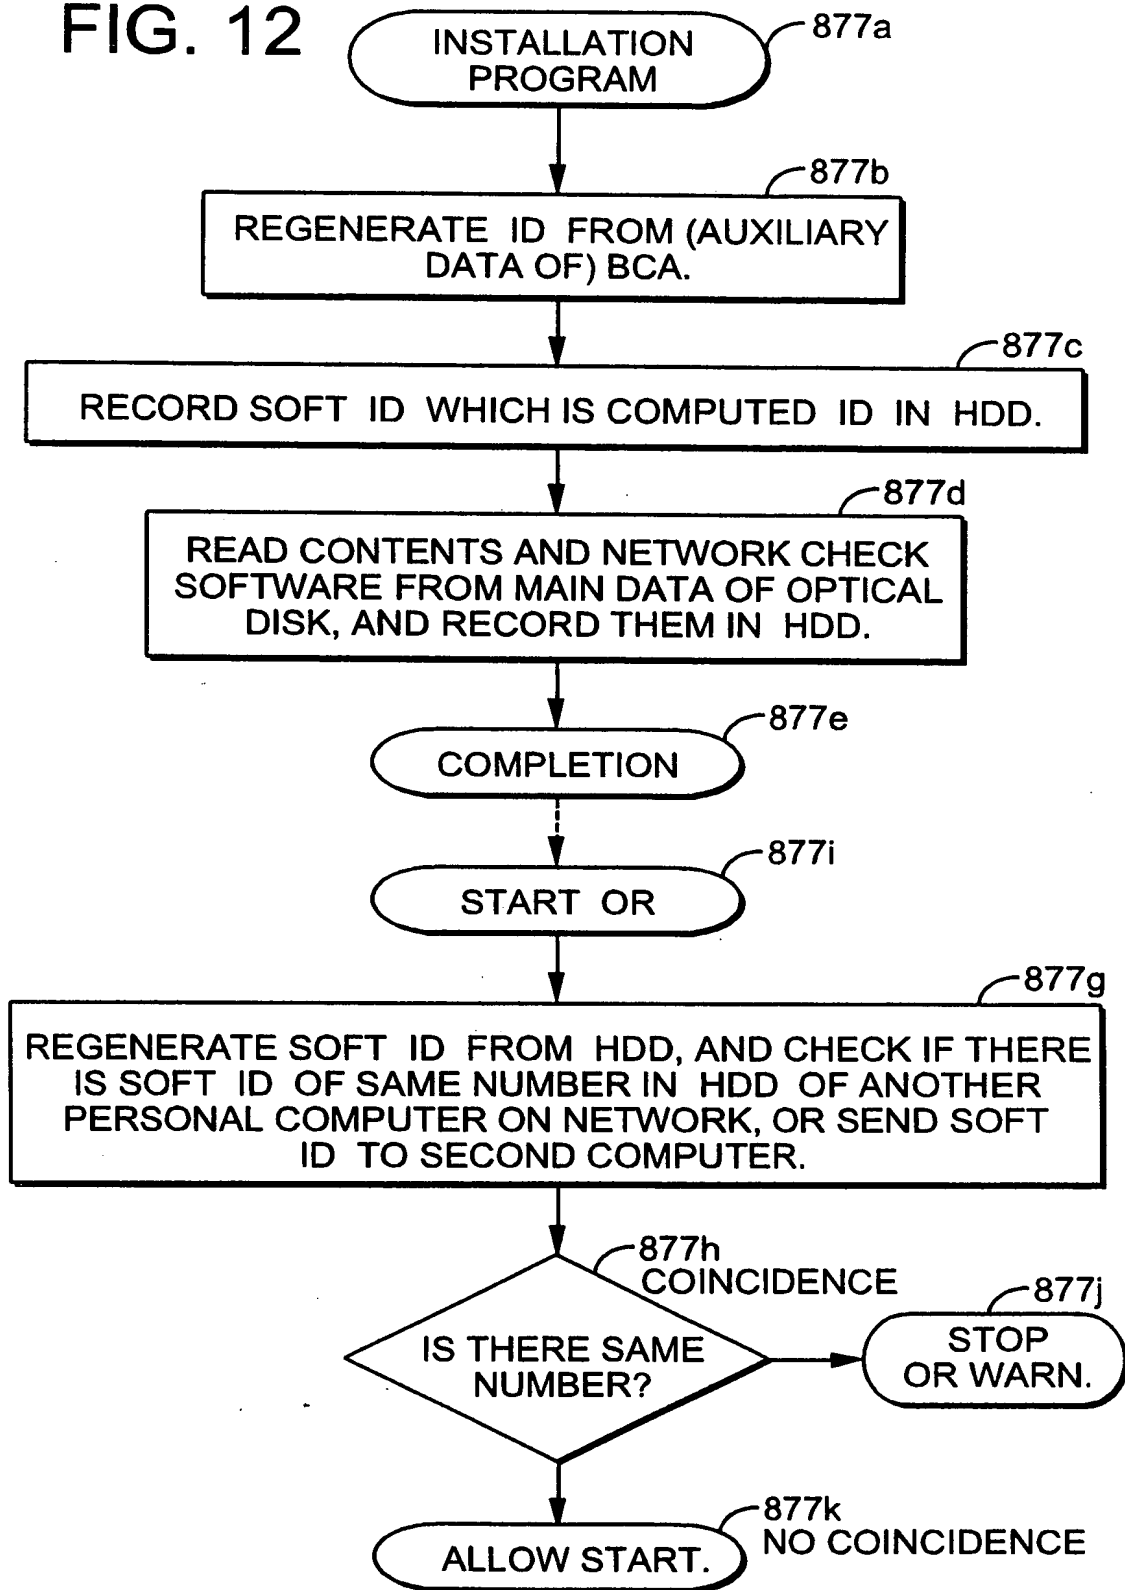 FIG. 12
877a
INSTALLATION
PROGRAM
877b
REGENERATE ID FROM (AUXILIARY
DATA OF) BCA.
877c
RECORD SOFT ID WHICH IS COMPUTED ID IN HDD.
877d
READ CONTENTS AND NETWORK CHECK
SOFTWARE FROM MAIN DATA OF OPTICAL
DISK, AND RECORD THEM IN HDD.
877e
COMPLETION
877i
START OR
877g
REGENERATE SOFT ID FROM HDD, AND CHECK IF THERE
IS SOFT ID OF SAME NUMBER IN HDD OF ANOTHER
PERSONAL COMPUTER ON NETWORK, OR SEND SOFT
ID TO SECOND COMPUTER.
877h
COINCIDENCE
IS THERE SAME
NUMBER?
877j
STOP
OR WARN.
877k
NO COINCIDENCE
ALLOW START.